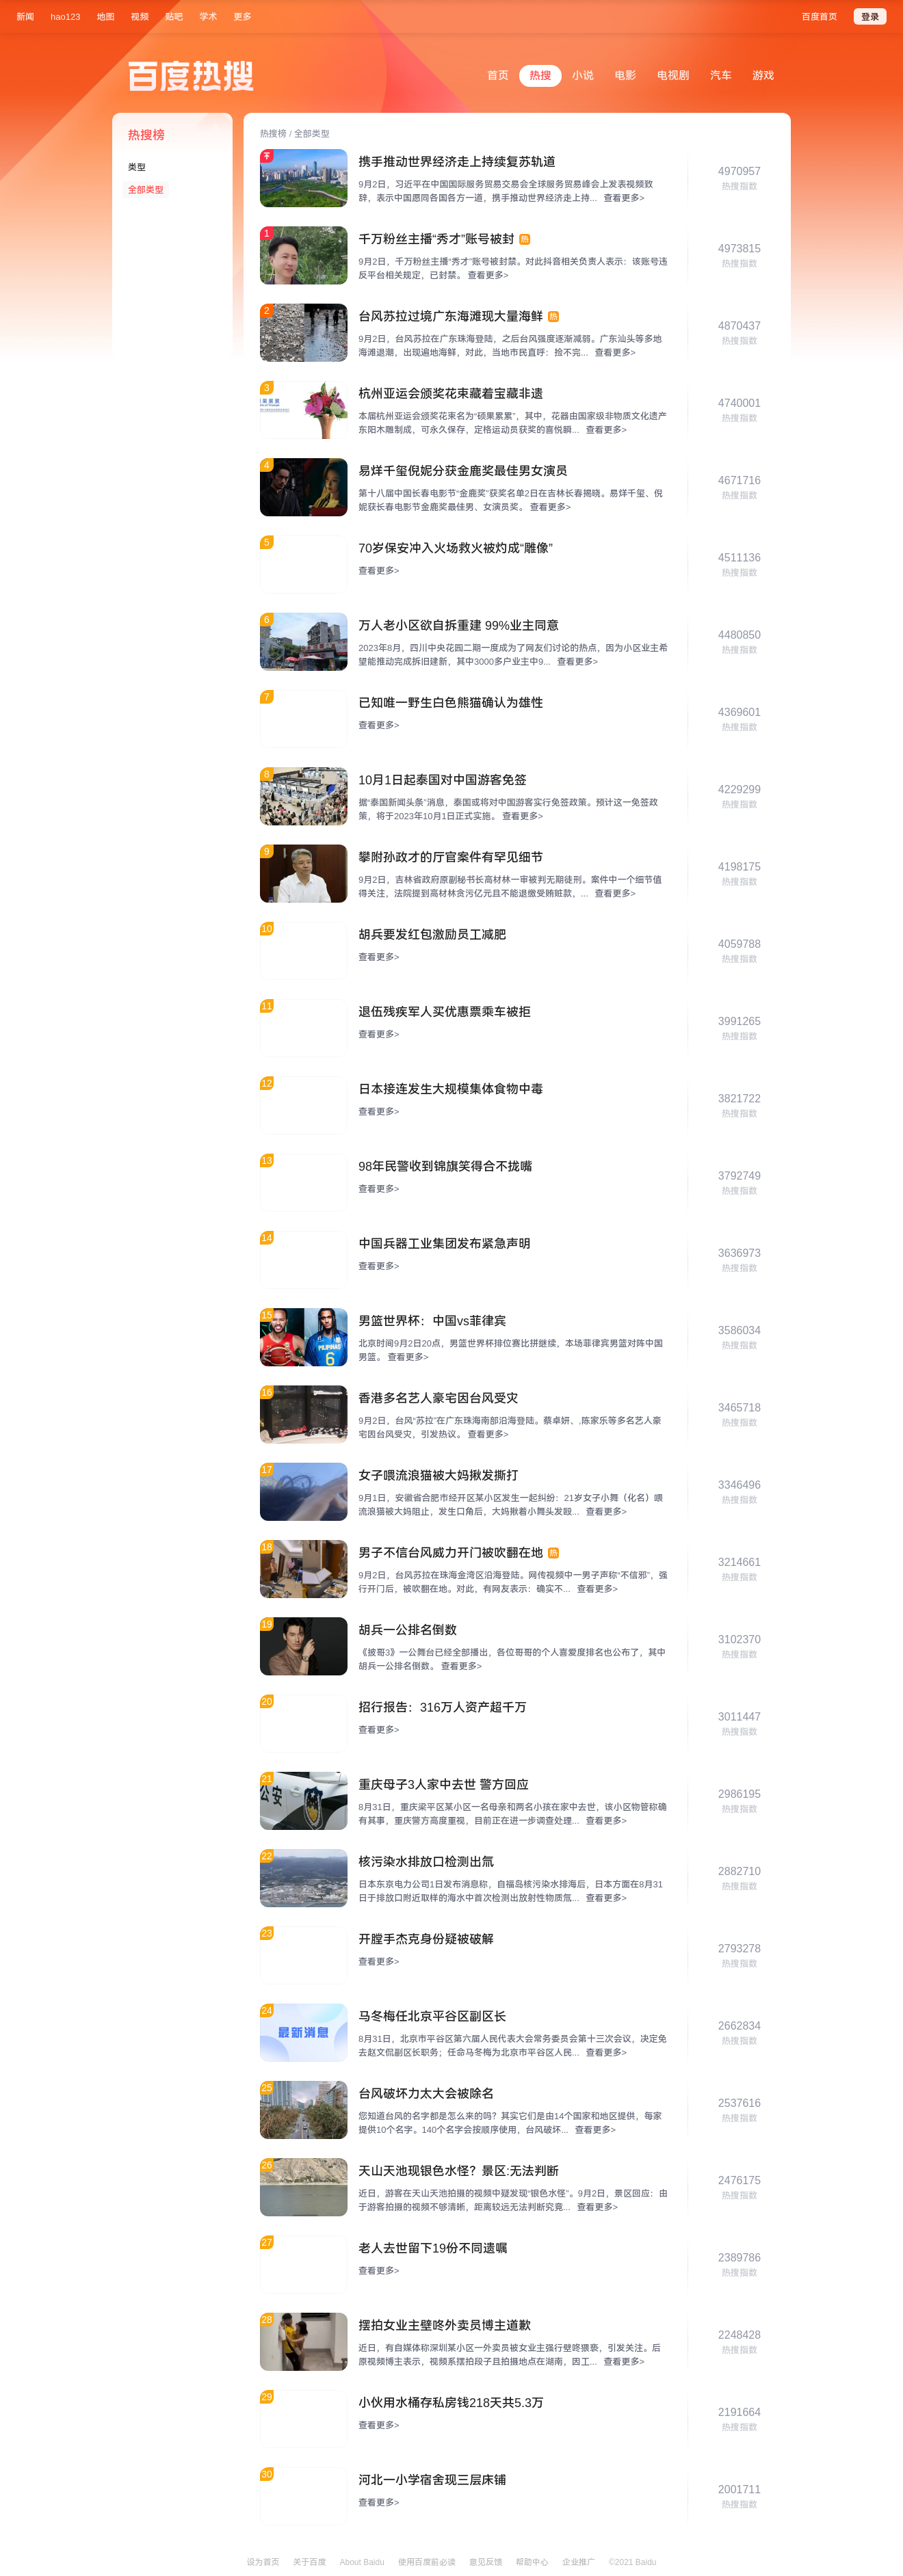 新闻 hao123 地图 视频 贴吧 学术 更多 百度首页 登录
百度热搜
首页 热搜 小说 电影 电视剧 汽车 游戏
热搜榜
类型
全部类型
热搜榜 / 全部类型
携手推动世界经济走上持续复苏轨道
9月2日，习近平在中国国际服务贸易交易会全球服务贸易峰会上发表视频致
辞，表示中国愿同各国各方一道，携手推动世界经济走上持... 查看更多>
4970957
热搜指数
1
千万粉丝主播“秀才”账号被封 热
9月2日，千万粉丝主播“秀才”账号被封禁。对此抖音相关负责人表示：该账号违
反平台相关规定，已封禁。 查看更多>
4973815
热搜指数
2
台风苏拉过境广东海滩现大量海鲜 热
9月2日，台风苏拉在广东珠海登陆，之后台风强度逐渐减弱。广东汕头等多地
海滩退潮，出现遍地海鲜，对此，当地市民直呼：捡不完... 查看更多>
4870437
热搜指数
3
杭州亚运会颁奖花束藏着宝藏非遗
本届杭州亚运会颁奖花束名为“硕果累累”，其中，花器由国家级非物质文化遗产
东阳木雕制成，可永久保存，定格运动员获奖的喜悦瞬... 查看更多>
4740001
热搜指数
4
易烊千玺倪妮分获金鹿奖最佳男女演员
第十八届中国长春电影节“金鹿奖”获奖名单2日在吉林长春揭晓。易烊千玺、倪
妮获长春电影节金鹿奖最佳男、女演员奖。 查看更多>
4671716
热搜指数
5
70岁保安冲入火场救火被灼成“雕像”
查看更多>
4511136
热搜指数
6
万人老小区欲自拆重建 99%业主同意
2023年8月，四川中央花园二期一度成为了网友们讨论的热点，因为小区业主希
望能推动完成拆旧建新，其中3000多户业主中9... 查看更多>
4480850
热搜指数
7
已知唯一野生白色熊猫确认为雄性
查看更多>
4369601
热搜指数
8
10月1日起泰国对中国游客免签
据“泰国新闻头条”消息，泰国或将对中国游客实行免签政策。预计这一免签政
策，将于2023年10月1日正式实施。 查看更多>
4229299
热搜指数
9
攀附孙政才的厅官案件有罕见细节
9月2日，吉林省政府原副秘书长高材林一审被判无期徒刑。案件中一个细节值
得关注，法院提到高材林贪污亿元且不能退缴受贿赃款，... 查看更多>
4198175
热搜指数
10
胡兵要发红包激励员工减肥
查看更多>
4059788
热搜指数
11
退伍残疾军人买优惠票乘车被拒
查看更多>
3991265
热搜指数
12
日本接连发生大规模集体食物中毒
查看更多>
3821722
热搜指数
13
98年民警收到锦旗笑得合不拢嘴
查看更多>
3792749
热搜指数
14
中国兵器工业集团发布紧急声明
查看更多>
3636973
热搜指数
15
PILIPINAS
6
男篮世界杯：中国vs菲律宾
北京时间9月2日20点，男篮世界杯排位赛比拼继续，本场菲律宾男篮对阵中国
男篮。 查看更多>
3586034
热搜指数
16
香港多名艺人豪宅因台风受灾
9月2日，台风“苏拉”在广东珠海南部沿海登陆。蔡卓妍、,陈家乐等多名艺人豪
宅因台风受灾，引发热议。 查看更多>
3465718
热搜指数
17
女子喂流浪猫被大妈揪发撕打
9月1日，安徽省合肥市经开区某小区发生一起纠纷：21岁女子小舞（化名）喂
流浪猫被大妈阻止，发生口角后，大妈揪着小舞头发殴... 查看更多>
3346496
热搜指数
18
男子不信台风威力开门被吹翻在地 热
9月2日，台风苏拉在珠海金湾区沿海登陆。网传视频中一男子声称“不信邪”，强
行开门后，被吹翻在地。对此，有网友表示：确实不... 查看更多>
3214661
热搜指数
19
胡兵一公排名倒数
《披哥3》一公舞台已经全部播出，各位哥哥的个人喜爱度排名也公布了，其中
胡兵一公排名倒数。 查看更多>
3102370
热搜指数
20
招行报告：316万人资产超千万
查看更多>
3011447
热搜指数
21
公安
重庆母子3人家中去世 警方回应
8月31日，重庆梁平区某小区一名母亲和两名小孩在家中去世，该小区物管称确
有其事，重庆警方高度重视，目前正在进一步调查处理... 查看更多>
2986195
热搜指数
22
核污染水排放口检测出氚
日本东京电力公司1日发布消息称，自福岛核污染水排海后，日本方面在8月31
日于排放口附近取样的海水中首次检测出放射性物质氚... 查看更多>
2882710
热搜指数
23
开膛手杰克身份疑被破解
查看更多>
2793278
热搜指数
24
最新消息
马冬梅任北京平谷区副区长
8月31日，北京市平谷区第六届人民代表大会常务委员会第十三次会议，决定免
去赵文侃副区长职务；任命马冬梅为北京市平谷区人民... 查看更多>
2662834
热搜指数
25
台风破坏力太大会被除名
您知道台风的名字都是怎么来的吗？其实它们是由14个国家和地区提供，每家
提供10个名字。140个名字会按顺序使用，台风破坏... 查看更多>
2537616
热搜指数
26
天山天池现银色水怪？景区:无法判断
近日，游客在天山天池拍摄的视频中疑发现“银色水怪”。9月2日，景区回应：由
于游客拍摄的视频不够清晰，距离较远无法判断究竟... 查看更多>
2476175
热搜指数
27
老人去世留下19份不同遗嘱
查看更多>
2389786
热搜指数
28
摆拍女业主壁咚外卖员博主道歉
近日，有自媒体称深圳某小区一外卖员被女业主强行壁咚猥亵，引发关注。后
原视频博主表示，视频系摆拍段子且拍摄地点在湖南，因工... 查看更多>
2248428
热搜指数
29
小伙用水桶存私房钱218天共5.3万
查看更多>
2191664
热搜指数
30
河北一小学宿舍现三层床铺
查看更多>
2001711
热搜指数
设为首页 关于百度 About Baidu 使用百度前必读 意见反馈 帮助中心 企业推广 ©2021 Baidu